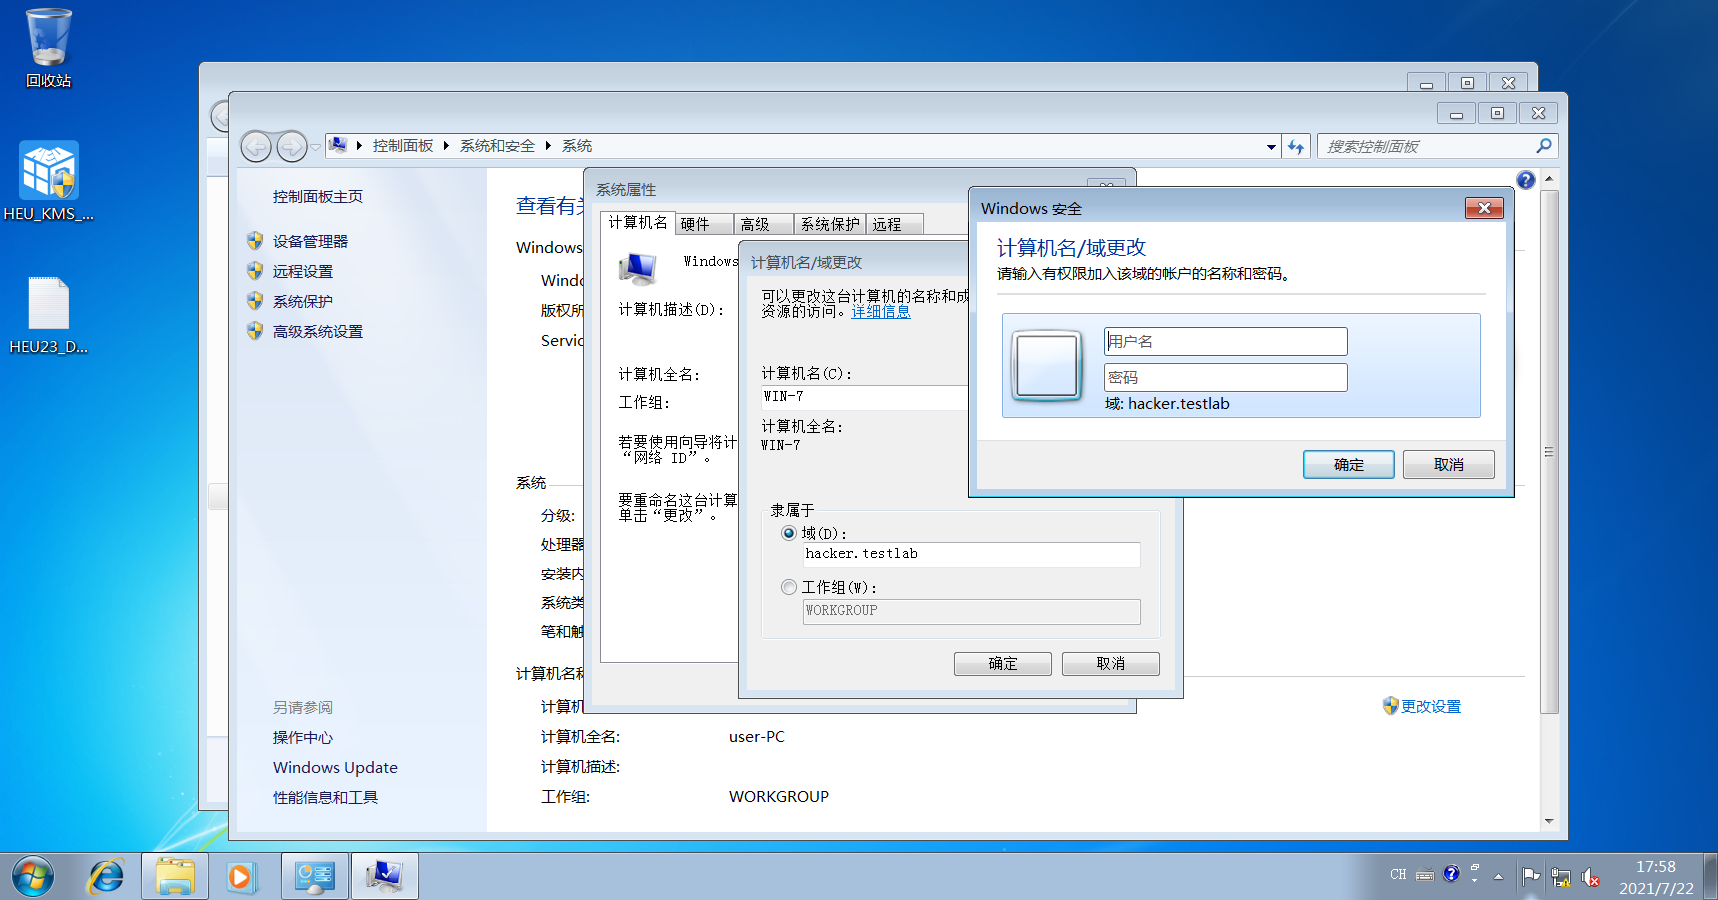 回收站
HEU_KMS_...
HEU23_D...
控制面板
系统和安全
系统
搜索控制面板
控制面板主页
设备管理器
远程设置
系统保护
高级系统设置
另请参阅
操作中心
Windows Update
性能信息和工具
查看有关
Windows
Windo
版权所
Servic
系统
分级:
处理器
安装内
系统类
笔和触
计算机名称
计算机
计算机全名:
user-PC
计算机描述:
工作组:
WORKGROUP
更改设置
系统属性
计算机名
硬件
高级
系统保护
远程
Windows
计算机描述(D):
计算机全名:
工作组:
若要使用向导将计
“网络 ID”。
要重命名这台计算
单击“更改”。
计算机名/域更改
可以更改这台计算机的名称和成
资源的访问。详细信息
计算机名(C):
WIN-7
计算机全名:
WIN-7
隶属于
域(D):
hacker.testlab
工作组(W):
WORKGROUP
确定
取消
Windows 安全
计算机名/域更改
请输入有权限加入该域的帐户的名称和密码。
用户名
密码
域: hacker.testlab
确定
取消
CH
17:58
2021/7/22